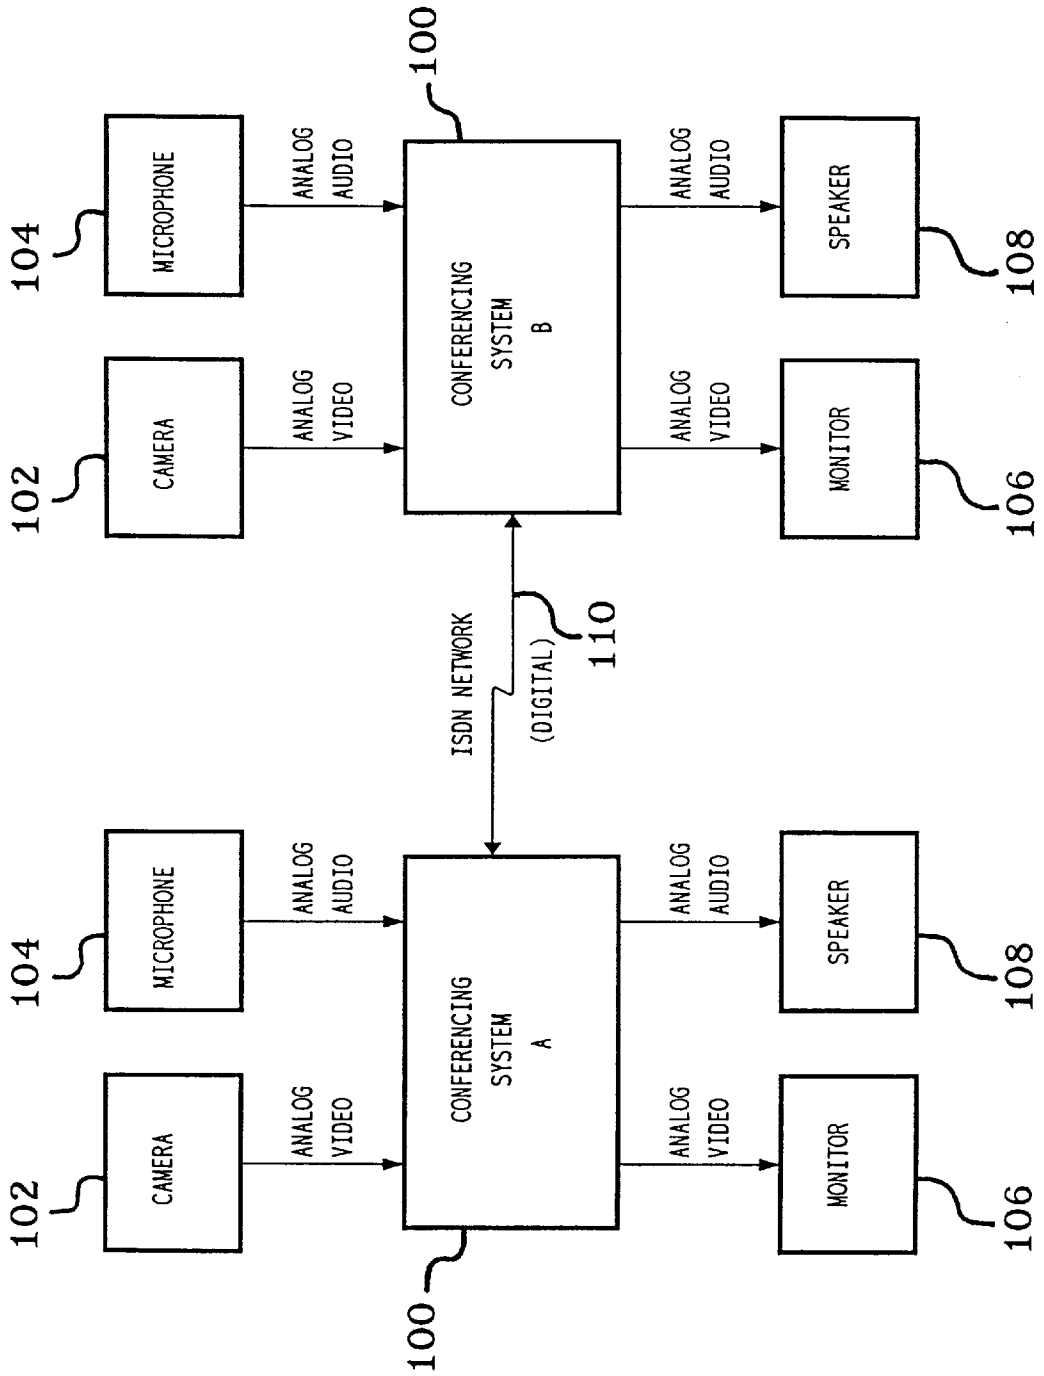 102
104
102
104
CAMERA
MICROPHONE
CAMERA
MICROPHONE
ANALOG
VIDEO
ANALOG
AUDIO
ANALOG
VIDEO
ANALOG
AUDIO
100
100
CONFERENCING
SYSTEM
A
ISDN NETWORK
(DIGITAL)
110
CONFERENCING
SYSTEM
B
ANALOG
VIDEO
ANALOG
AUDIO
ANALOG
VIDEO
ANALOG
AUDIO
MONITOR
SPEAKER
MONITOR
SPEAKER
106
108
106
108